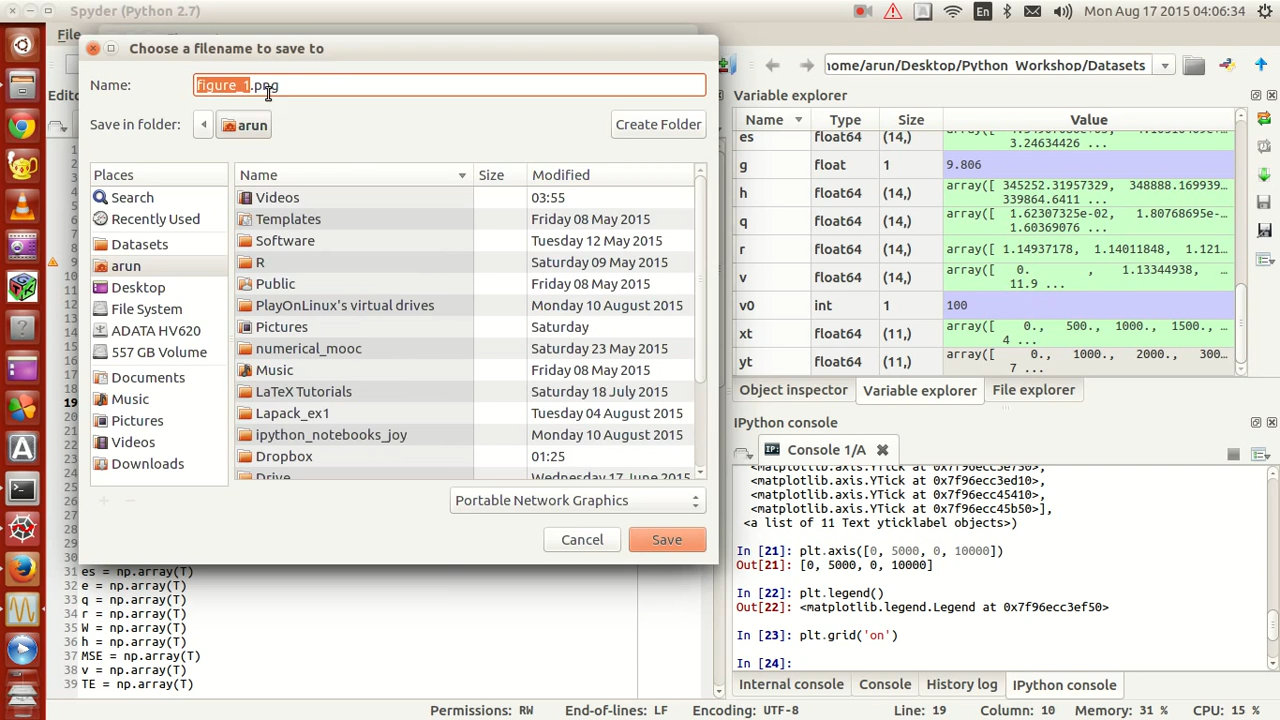 Spyder (Python 2.7)
En
Mon Aug 17 2015 04:06:34
File
Choose a filename to save to
Name:
figure_1.png
Save in folder:
arun
Create Folder
Places
Search
Recently Used
Datasets
arun
Desktop
File System
ADATA HV620
557 GB Volume
Documents
Music
Pictures
Videos
Downloads
Name
Size
Modified
Videos 03:55
Templates Friday 08 May 2015
Software Tuesday 12 May 2015
R Saturday 09 May 2015
Public Friday 08 May 2015
PlayOnLinux's virtual drives Monday 10 August 2015
Pictures Saturday
numerical_mooc Saturday 23 May 2015
Music Friday 08 May 2015
LaTeX Tutorials Saturday 18 July 2015
Lapack_ex1 Tuesday 04 August 2015
ipython_notebooks_joy Monday 10 August 2015
Dropbox 01:25
Drive Wednesday 17 June 2015
Portable Network Graphics
Cancel
Save
31 es = np.array(T)
32 e = np.array(T)
33 q = np.array(T)
34 r = np.array(T)
35 W = np.array(T)
36 h = np.array(T)
37 MSE = np.array(T)
38 v = np.array(T)
39 TE = np.array(T)
Permissions: RW
End-of-lines: LF
Encoding: UTF-8
Line: 19
Column: 10
Memory: 31 %
CPU: 15 %
ome/arun/Desktop/Python Workshop/Datasets
Variable explorer
Name Type Size Value
es float64 (14,)
3.24634426 ...
g float 1 9.806
h float64 (14,) array([ 345252.31957329, 348888.169939...
339864.6411 ...
q float64 (14,) array([ 1.62307325e-02, 1.80768695e-...
1.60369076 ...
r float64 (14,) array([ 1.14937178, 1.14011848, 1.121...
v float64 (14,) array([ 0. , 1.13344938, ...
11.9 ...
v0 int 1 100
xt float64 (11,) array([ 0., 500., 1000., 1500., ...
4 ...
yt float64 (11,) array([ 0., 1000., 2000., 300...
7 ...
Object inspector
Variable explorer
File explorer
IPython console
Console 1/A
<matplotlib.axis.YTick at 0x7f96ecc3ed10>,
<matplotlib.axis.YTick at 0x7f96ecc45410>,
<matplotlib.axis.YTick at 0x7f96ecc45b50>],
<a list of 11 Text yticklabel objects>)
In [21]: plt.axis([0, 5000, 0, 10000])
Out[21]: [0, 5000, 0, 10000]
In [22]: plt.legend()
Out[22]: <matplotlib.legend.Legend at 0x7f96ecc3ef50>
In [23]: plt.grid('on')
In [24]:
Internal console
Console
History log
IPython console